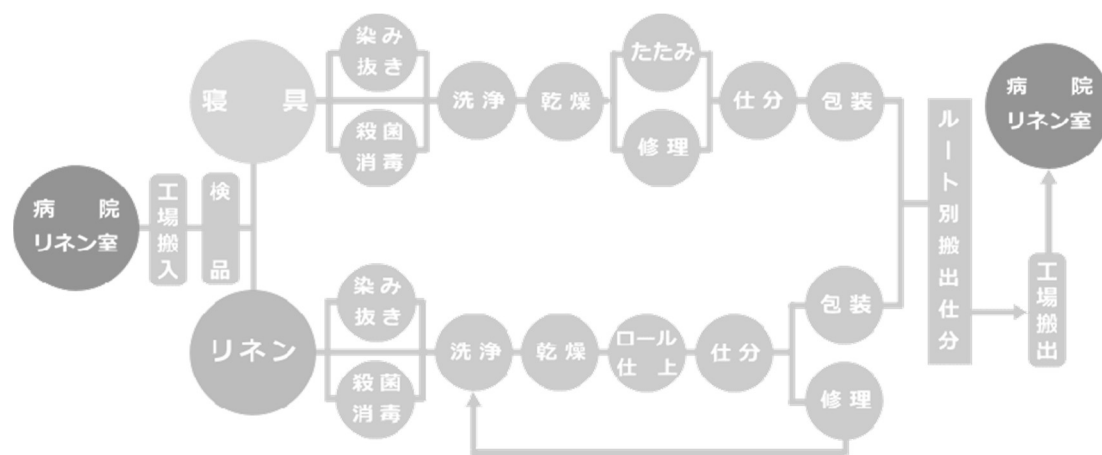 病院
リネン室
工場搬入
検品
寝具
染み
抜き
殺菌
消毒
洗浄
乾燥
たたみ
修理
仕分
包装
リネン
染み
抜き
殺菌
消毒
洗浄
乾燥
ロール
仕上
仕分
包装
修理
ルート別搬出仕分
工場搬出
病院
リネン室